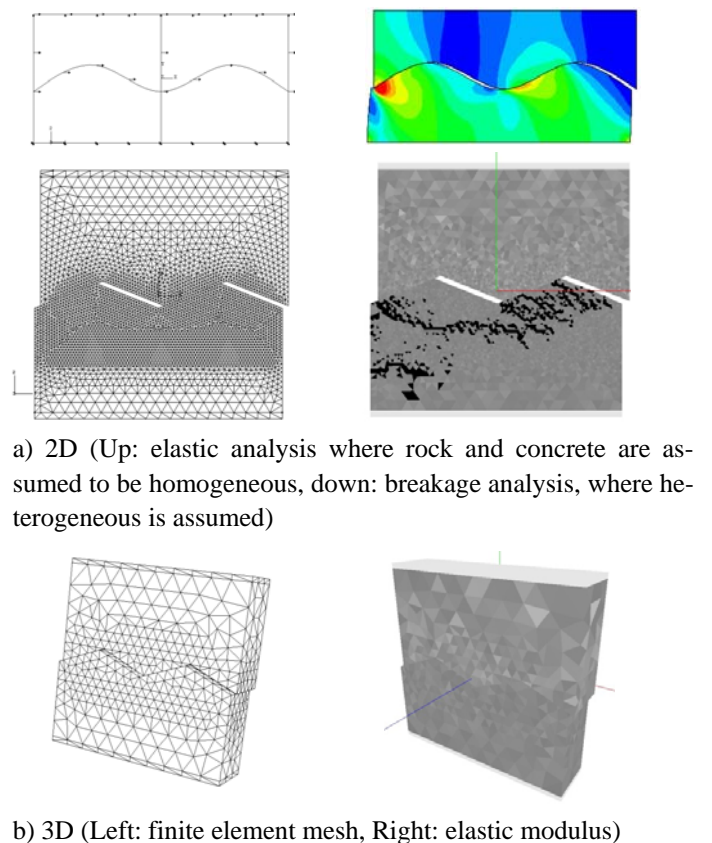 a) 2D (Up: elastic analysis where rock and concrete are as-
sumed to be homogeneous, down: breakage analysis, where he-
terogeneous is assumed)
b) 3D (Left: finite element mesh, Right: elastic modulus)